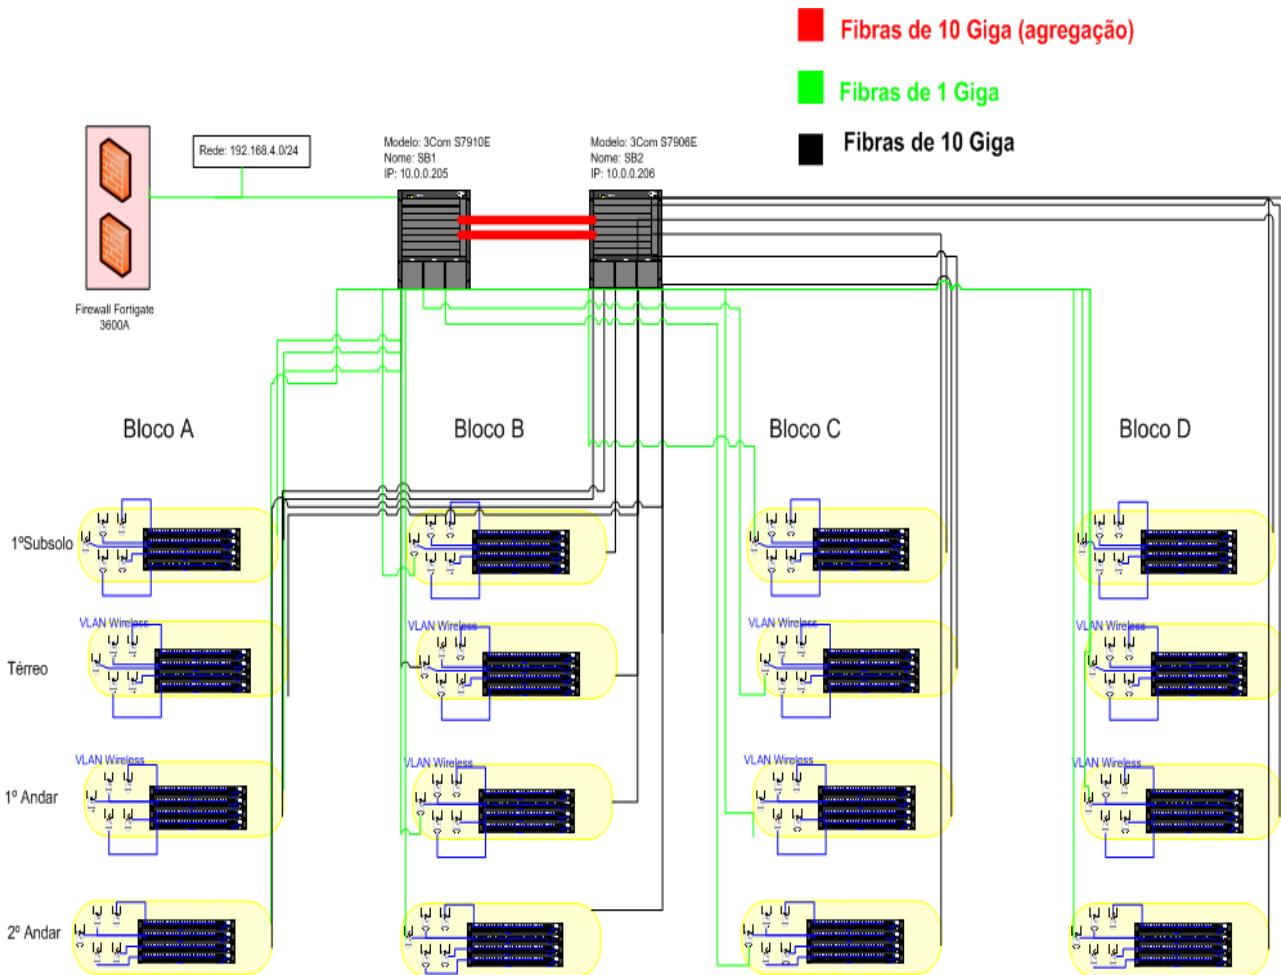 Fibras de 10 Giga (agregação)
Fibras de 1 Giga
Fibras de 10 Giga
Rede: 192.168.4.0/24
Modelo: 3Com S7910E
Nome: SB1
IP: 10.0.0.205
Modelo: 3Com S7906E
Nome: SB2
IP: 10.0.0.206
Firewall Fortigate
3600A
Bloco A
Bloco B
Bloco C
Bloco D
1ºSubsolo
VLAN Wireless
VLAN Wireless
VLAN Wireless
VLAN Wireless
Térreo
VLAN Wireless
VLAN Wireless
VLAN Wireless
VLAN Wireless
1º Andar
2º Andar